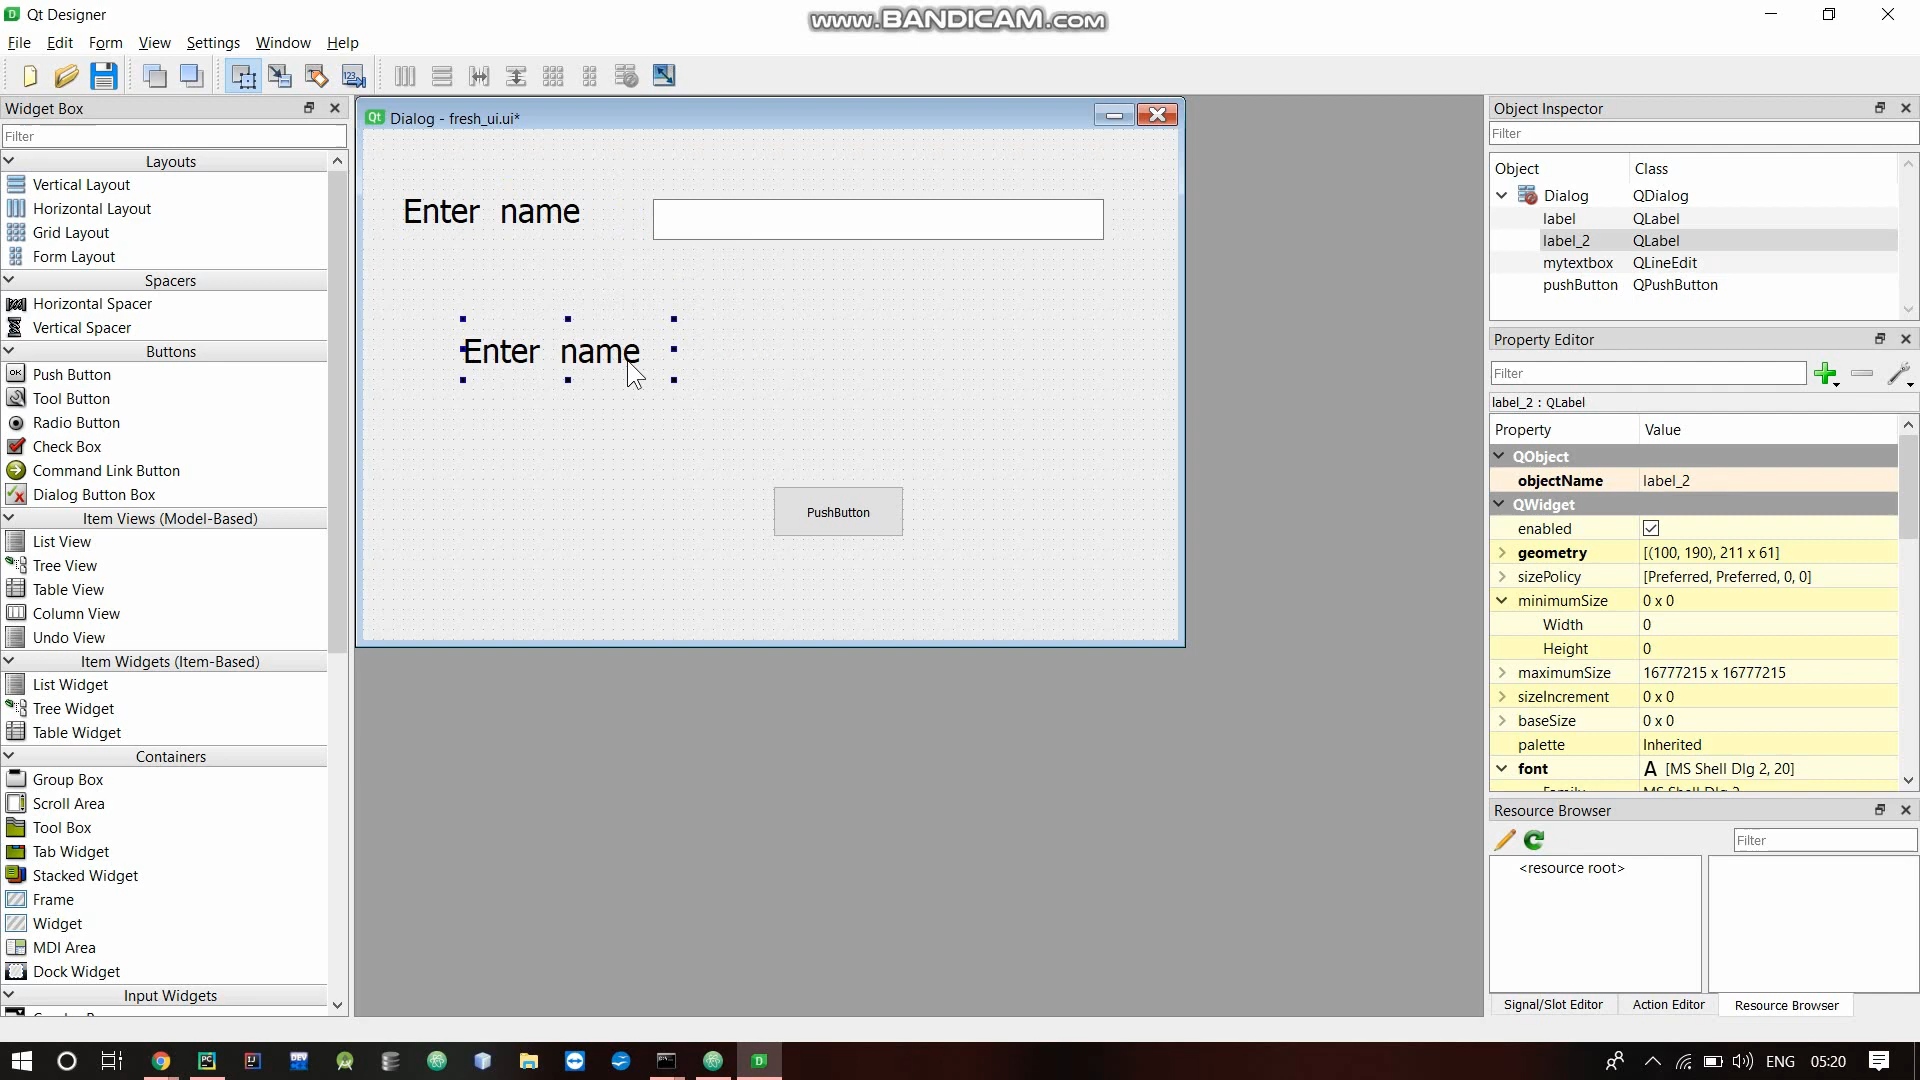 Qt Designer
www.BANDICAM.com
File Edit Form View Settings Window Help
Widget Box
Filter
Layouts
Vertical Layout
Horizontal Layout
Grid Layout
Form Layout
Spacers
Horizontal Spacer
Vertical Spacer
Buttons
Push Button
Tool Button
Radio Button
Check Box
Command Link Button
Dialog Button Box
Item Views (Model-Based)
List View
Tree View
Table View
Column View
Undo View
Item Widgets (Item-Based)
List Widget
Tree Widget
Table Widget
Containers
Group Box
Scroll Area
Tool Box
Tab Widget
Stacked Widget
Frame
Widget
MDI Area
Dock Widget
Input Widgets
Dialog - fresh_ui.ui*
Enter name
Enter name
PushButton
Object Inspector
Filter
Object Class
Dialog QDialog
label QLabel
label_2 QLabel
mytextbox QLineEdit
pushButton QPushButton
Property Editor
Filter
label_2 : QLabel
Property Value
QObject
objectName label_2
QWidget
enabled
geometry [(100, 190), 211 x 61]
sizePolicy [Preferred, Preferred, 0, 0]
minimumSize 0 x 0
Width 0
Height 0
maximumSize 16777215 x 16777215
sizeIncrement 0 x 0
baseSize 0 x 0
palette Inherited
font A [MS Shell Dlg 2, 20]
Resource Browser
Filter
<resource root>
Signal/Slot Editor Action Editor Resource Browser
ENG 05:20